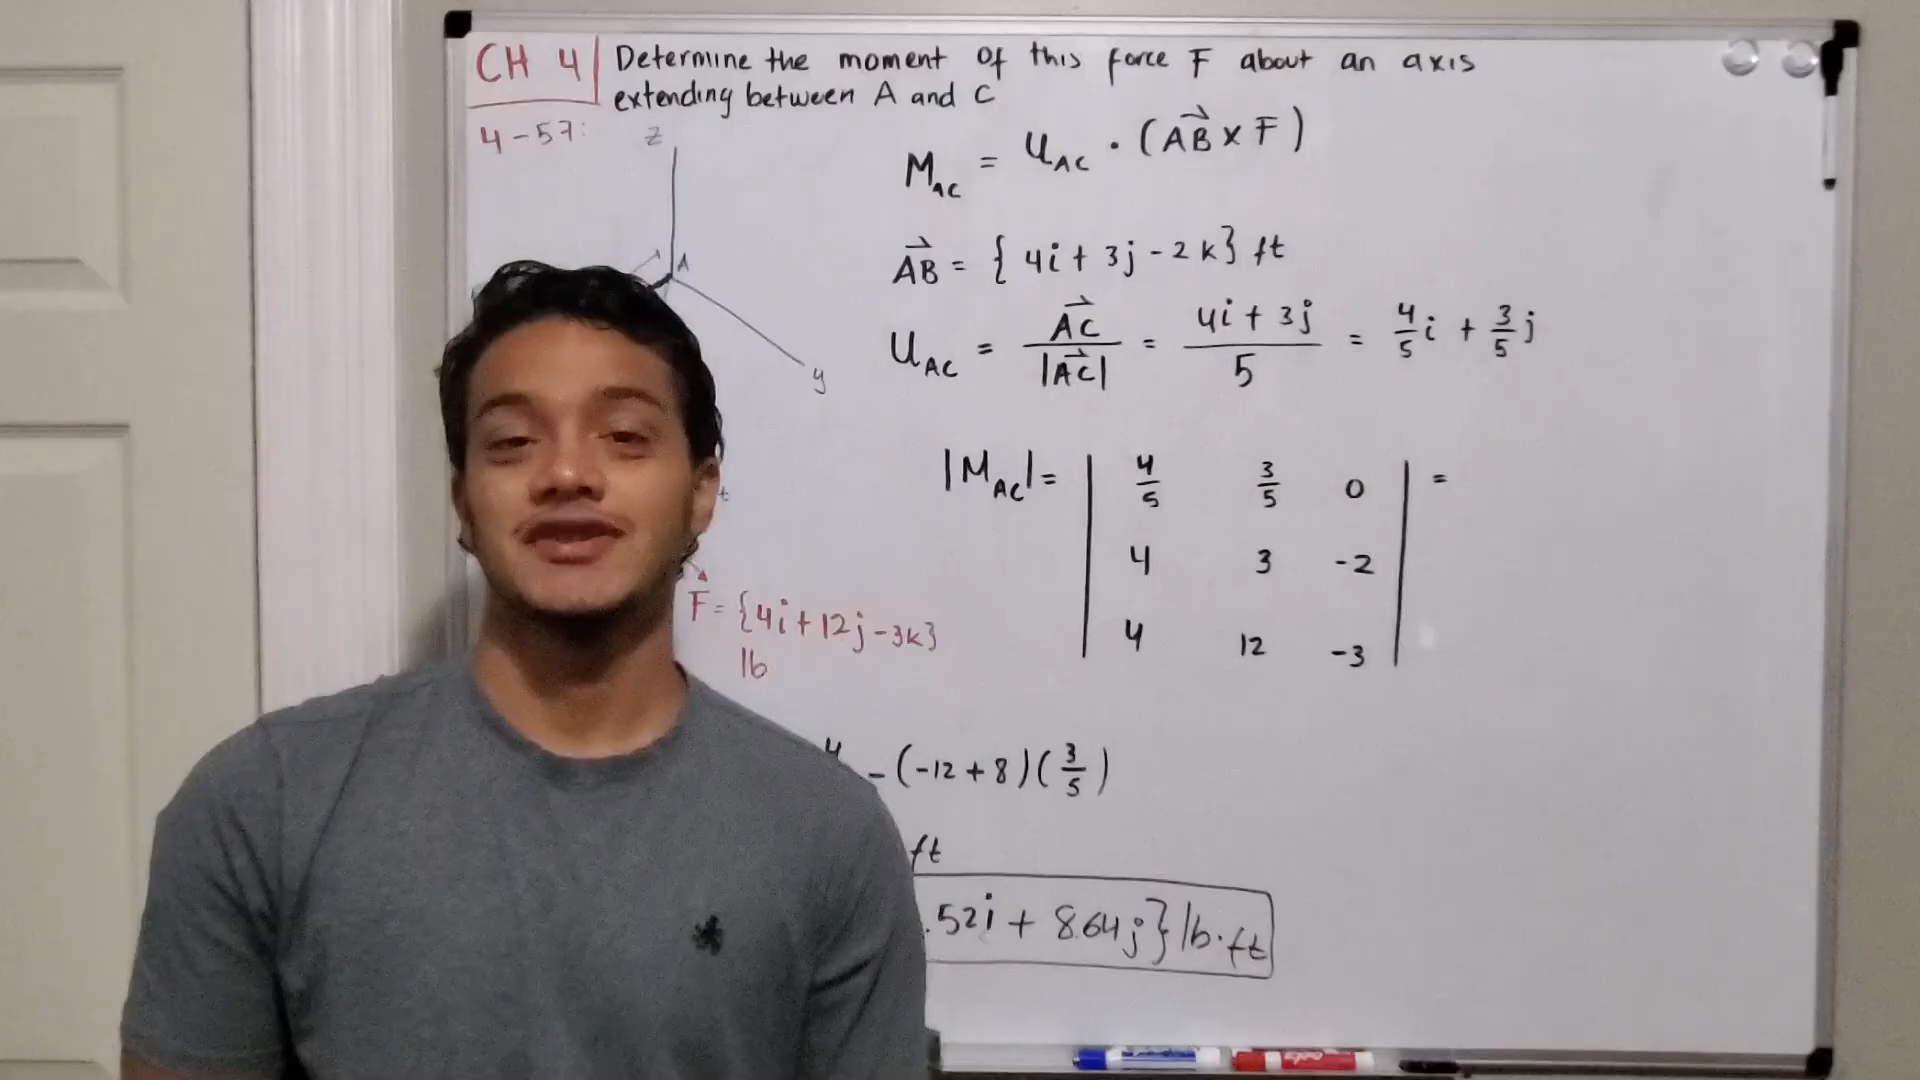 CH 4
Determine the moment of this force F about an axis
extending between A and C
4-57:
z
A
y
M_AC = U_AC · (AB × F)
AB = { 4i + 3j - 2k} ft
U_AC = AC / |AC| = 4i + 3j / 5 = 4/5 i + 3/5 j
|M_AC| = | 4/5 3/5 0 | =
4 3 -2
4 12 -3
F = {4i + 12j - 3k}
lb
- (-12 + 8)(3/5)
ft
.52i + 8.64j} lb·ft